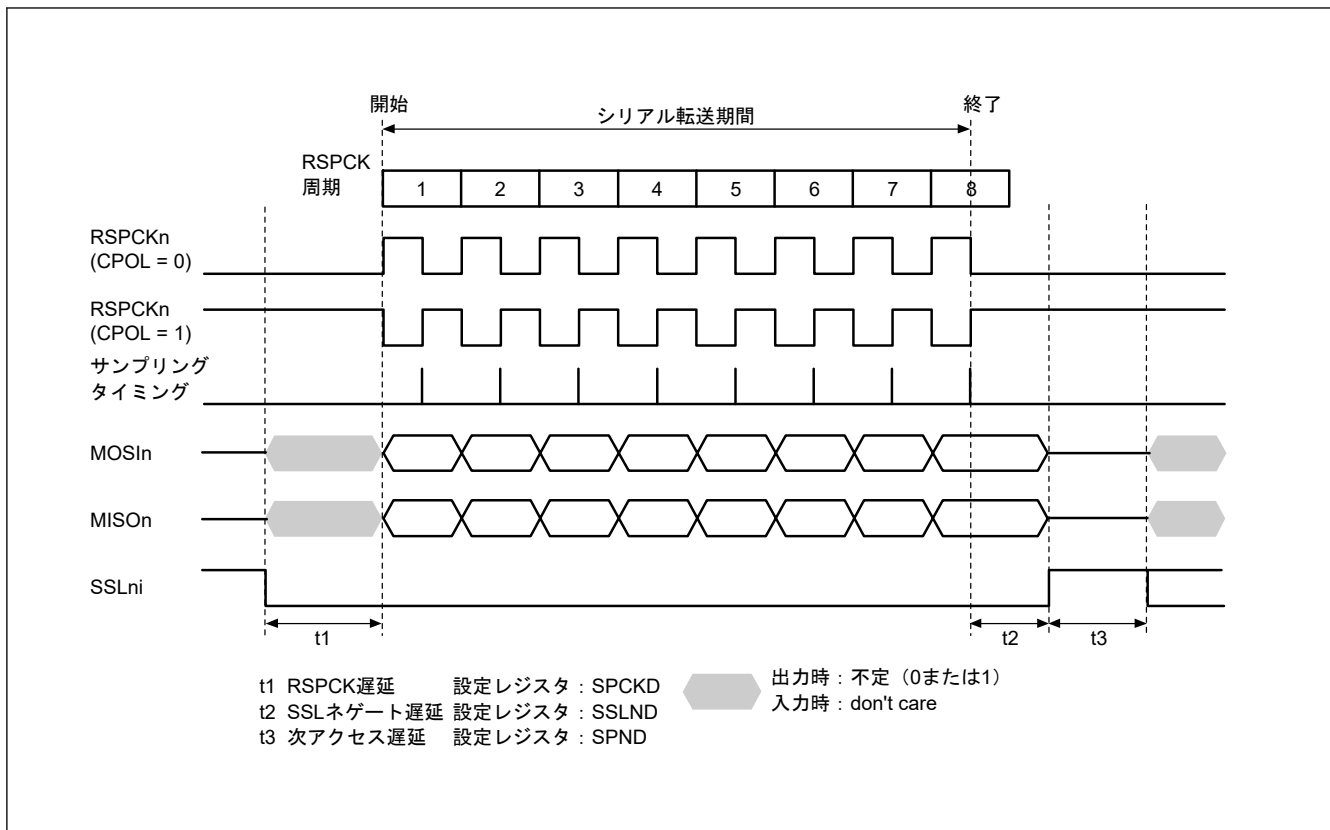 開始
終了
シリアル転送期間
RSPCK
周期
1 2 3 4 5 6 7 8
RSPCKn
(CPOL = 0)
RSPCKn
(CPOL = 1)
サンプリング
タイミング
MOSIn
MISOn
SSLni
t1
t2
t3
t1 RSPCK遅延 設定レジスタ：SPCKD
t2 SSLネゲート遅延 設定レジスタ：SSLND
t3 次アクセス遅延 設定レジスタ：SPND
出力時：不定（0または1）
入力時：don't care